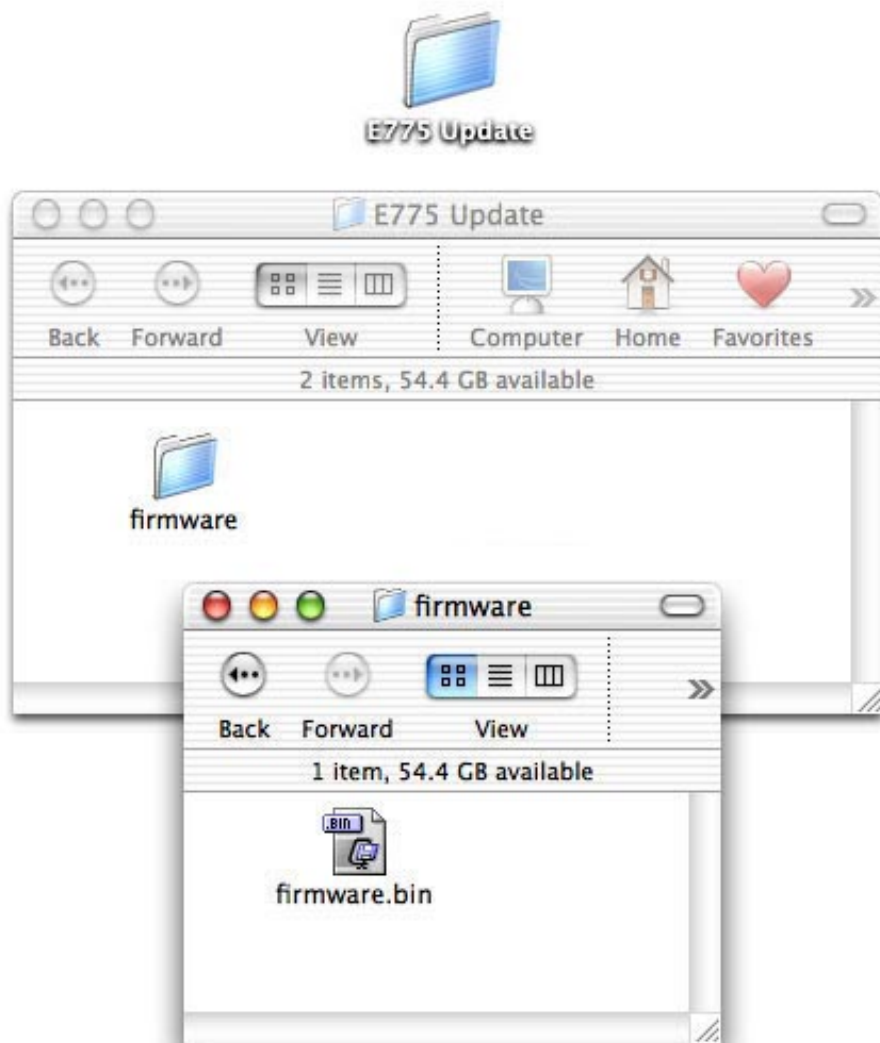 E775 Update
E775 Update
Back Forward View Computer Home Favorites
2 items, 54.4 GB available
firmware
firmware
Back Forward View
1 item, 54.4 GB available
.BIN
firmware.bin